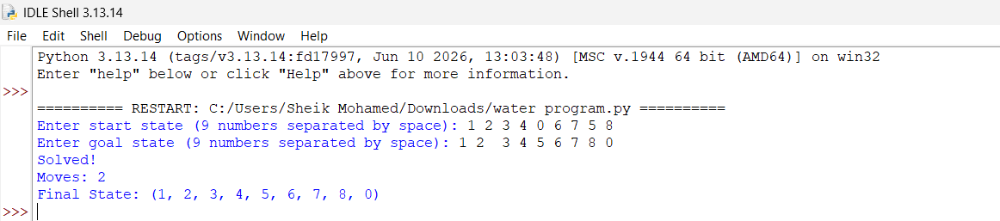 IDLE Shell 3.13.14
File Edit Shell Debug Options Window Help
Python 3.13.14 (tags/v3.13.14:fd17997, Jun 10 2026, 13:03:48) [MSC v.1944 64 bit (AMD64)] on win32
Enter "help" below or click "Help" above for more information.
>>>
========== RESTART: C:/Users/Sheik Mohamed/Downloads/water program.py ==========
Enter start state (9 numbers separated by space): 1 2 3 4 0 6 7 5 8
Enter goal state (9 numbers separated by space): 1 2  3 4 5 6 7 8 0
Solved!
Moves: 2
Final State: (1, 2, 3, 4, 5, 6, 7, 8, 0)
>>>